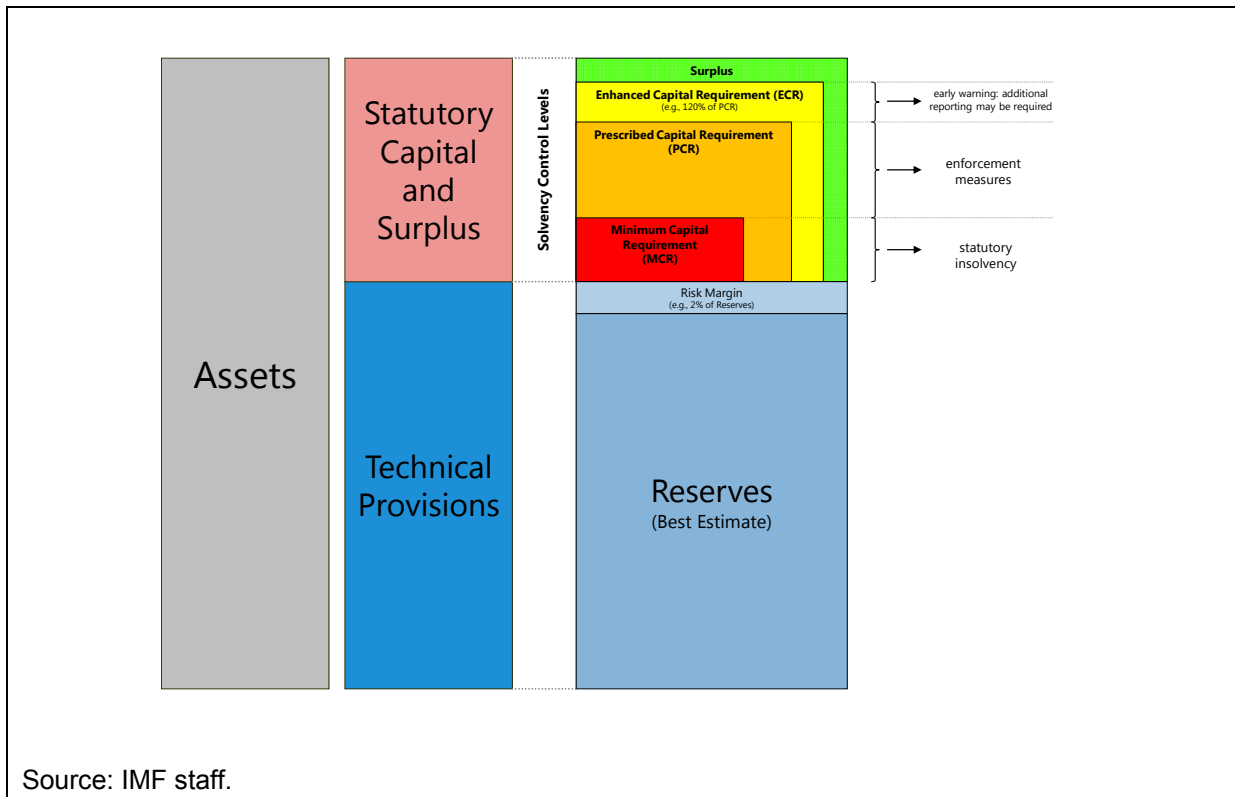 Assets
Statutory
Capital
and
Surplus
Technical
Provisions
Solvency Control Levels
Surplus
Enhanced Capital Requirement (ECR)
(e.g., 120% of PCR)
Prescribed Capital Requirement
(PCR)
Minimum Capital
Requirement
(MCR)
Risk Margin
(e.g., 2% of Reserves)
Reserves
(Best Estimate)
early warning: additional
reporting may be required
enforcement
measures
statutory
insolvency
Source: IMF staff.